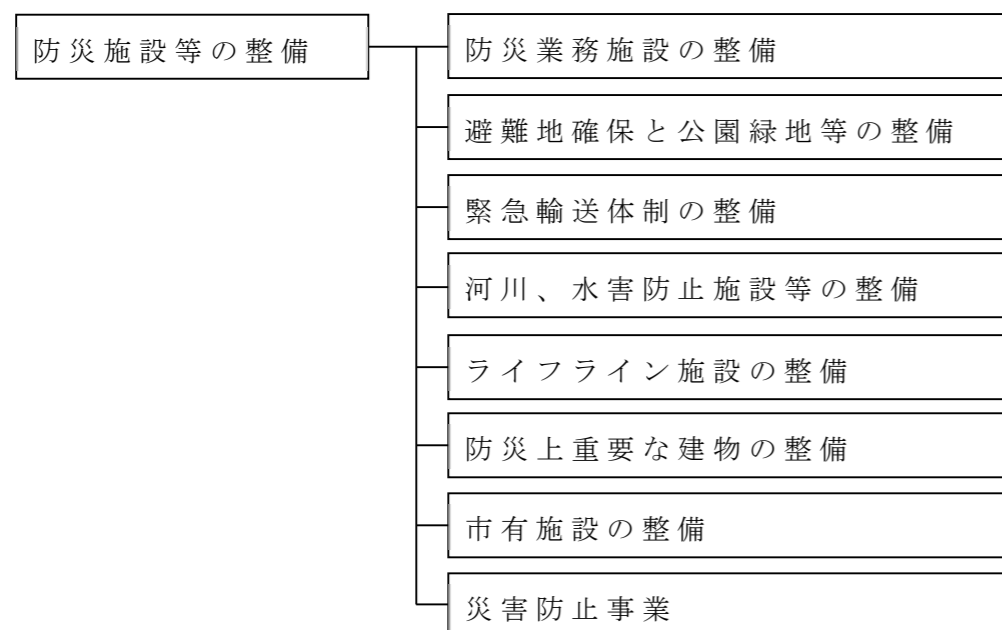 防災施設等の整備
防災業務施設の整備
避難地確保と公園緑地等の整備
緊急輸送体制の整備
河川、水害防止施設等の整備
ライフライン施設の整備
防災上重要な建物の整備
市有施設の整備
災害防止事業